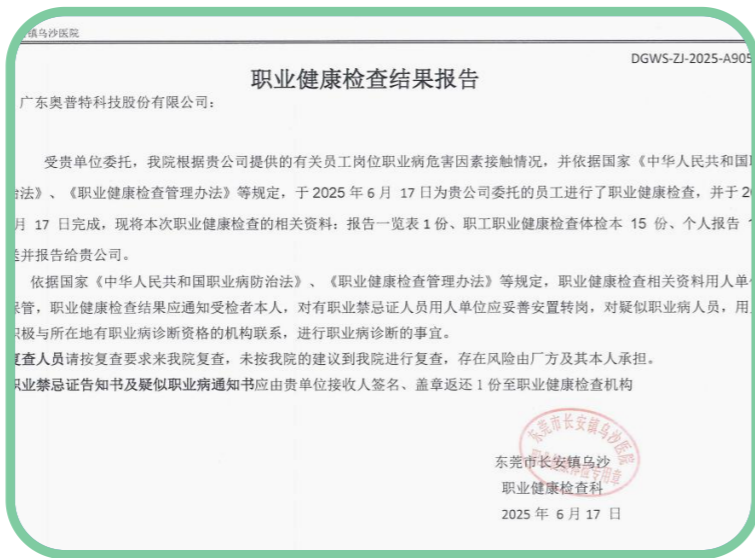 镇乌沙医院
DGWS-ZJ-2025-A905
职业健康检查结果报告
广东奥普特科技股份有限公司：
受贵单位委托，我院根据贵公司提供的有关员工岗位职业病危害因素接触情况，并依据国家《中华人民共和国
治法》、《职业健康检查管理办法》等规定，于 2025 年 6 月 17 日为贵公司委托的员工进行了职业健康检查，并于 2
月 17 日完成，现将本次职业健康检查的相关资料：报告一览表 1 份、职工职业健康检查体检本 15 份、个人报告
送并报告给贵公司。
依据国家《中华人民共和国职业病防治法》、《职业健康检查管理办法》等规定，职业健康检查相关资料用人单
保管，职业健康检查结果应通知受检者本人，对有职业禁忌证人员用人单位应妥善安置转岗，对疑似职业病人员，用
积极与所在地有职业病诊断资格的机构联系，进行职业病诊断的事宜。
复查人员请按复查要求来我院复查，未按我院的建议到我院进行复查，存在风险由厂方及其本人承担。
职业禁忌证告知书及疑似职业病通知书应由贵单位接收人签名、盖章返还 1 份至职业健康检查机构
东莞市长安镇乌沙医院
东莞市长安镇乌沙
职业健康检查科
2025 年 6 月 17 日